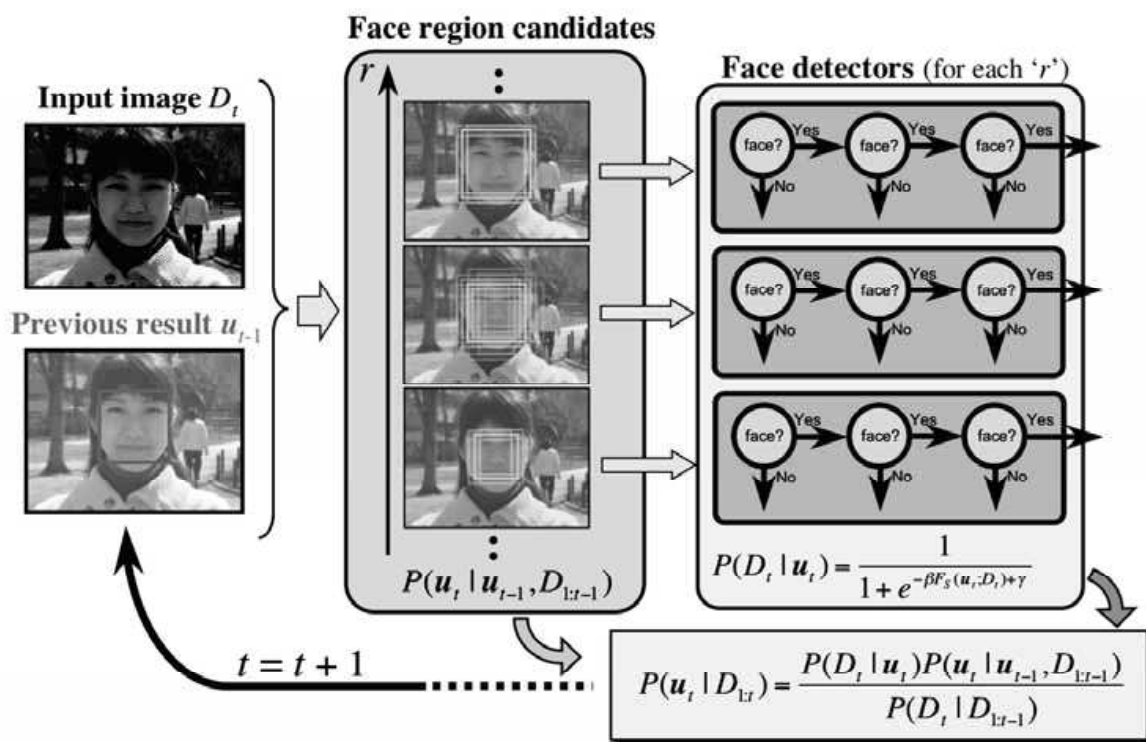 Face region candidates
Face detectors (for each ‘r’)
Input image D_t
r
Previous result u_{t-1}
face? Yes face? Yes face? Yes
No No No
face? Yes face? Yes face? Yes
No No No
face? Yes face? Yes face? Yes
No No No
P(u_t | u_{t-1}, D_{1:t-1})
P(D_t | u_t) = 1 / (1 + e^{-βF_S(u_t;D_t)+γ})
t = t + 1
P(u_t | D_{1:t}) = P(D_t | u_t)P(u_t | u_{t-1}, D_{1:t-1}) / P(D_t | D_{1:t-1})